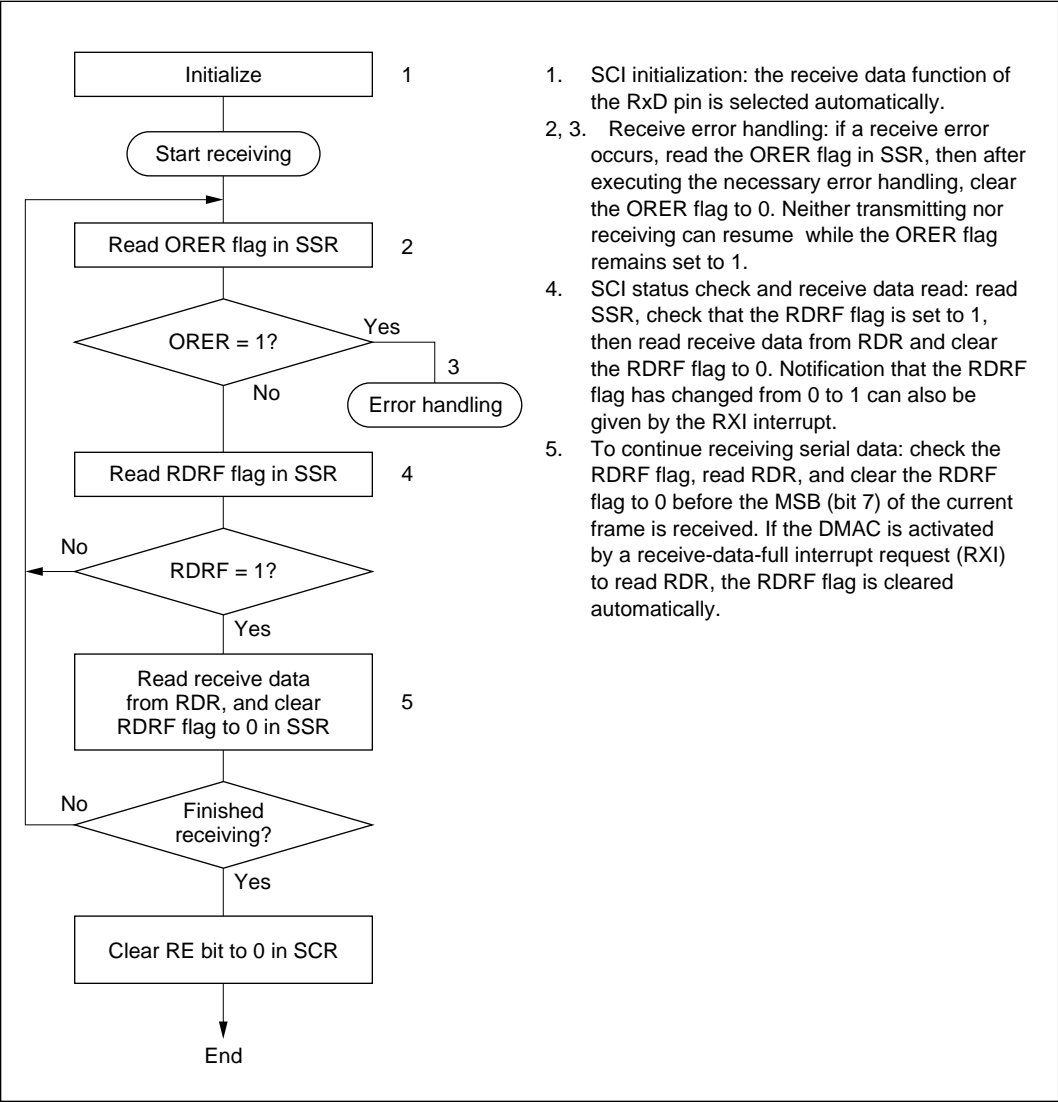 Initialize
1
Start receiving
Read ORER flag in SSR
2
ORER = 1?
Yes
No
3
Error handling
Read RDRF flag in SSR
4
No
RDRF = 1?
Yes
Read receive data
from RDR, and clear
RDRF flag to 0 in SSR
5
No
Finished
receiving?
Yes
Clear RE bit to 0 in SCR
End
1. SCI initialization: the receive data function of
the RxD pin is selected automatically.
2, 3. Receive error handling: if a receive error
occurs, read the ORER flag in SSR, then after
executing the necessary error handling, clear
the ORER flag to 0. Neither transmitting nor
receiving can resume while the ORER flag
remains set to 1.
4. SCI status check and receive data read: read
SSR, check that the RDRF flag is set to 1,
then read receive data from RDR and clear
the RDRF flag to 0. Notification that the RDRF
flag has changed from 0 to 1 can also be
given by the RXI interrupt.
5. To continue receiving serial data: check the
RDRF flag, read RDR, and clear the RDRF
flag to 0 before the MSB (bit 7) of the current
frame is received. If the DMAC is activated
by a receive-data-full interrupt request (RXI)
to read RDR, the RDRF flag is cleared
automatically.